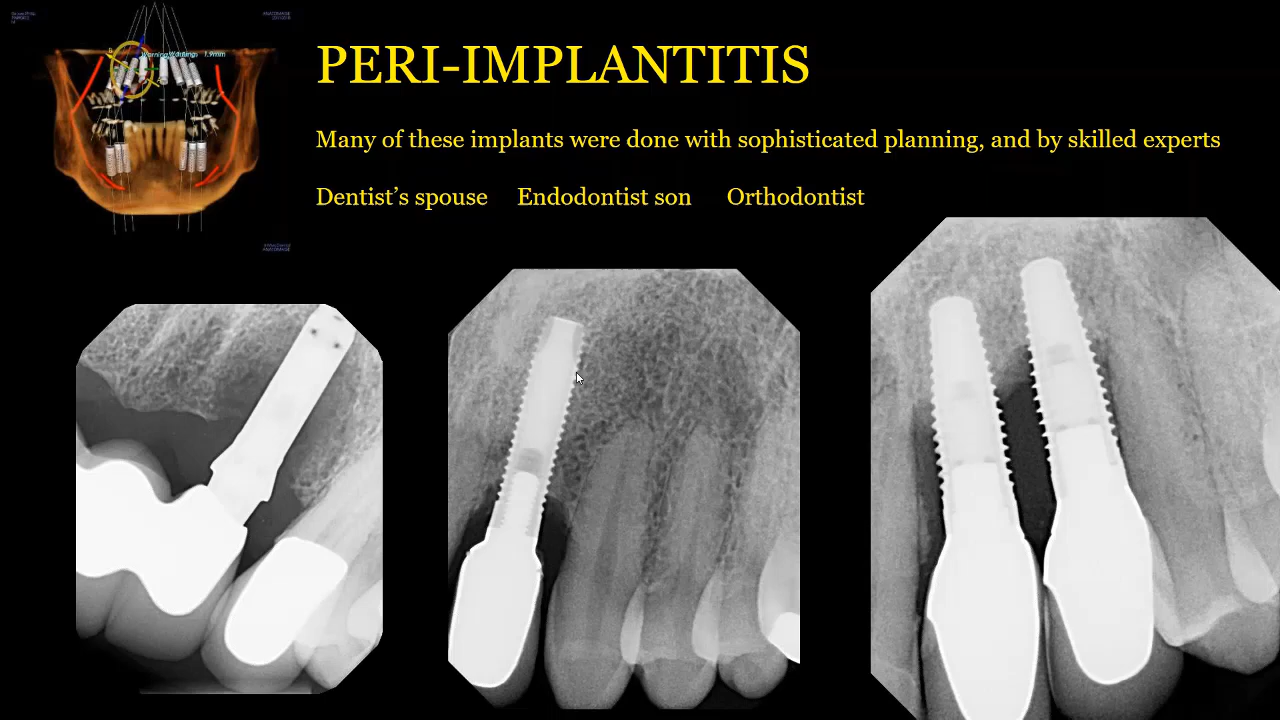 PERI-IMPLANTITIS
Many of these implants were done with sophisticated planning, and by skilled experts
Dentist’s spouse Endodontist son Orthodontist